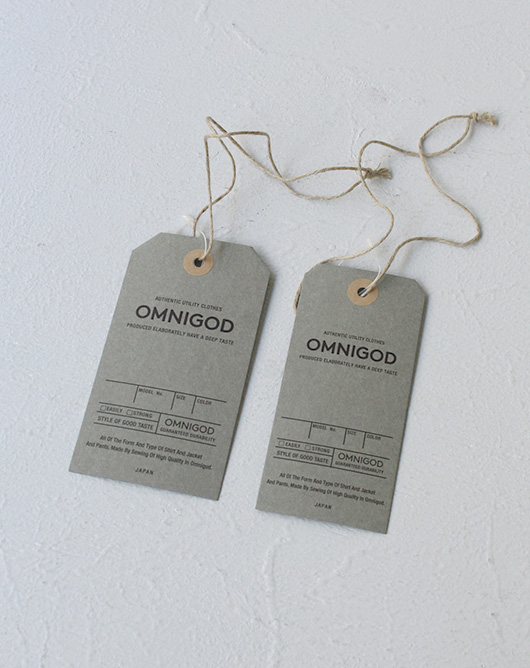 AUTHENTIC UTILITY CLOTHES
OMNIGOD
PRODUCED ELABORATELY HAVE A DEEP TASTE
MODEL. No SIZE COLOR
EASILY STRONG
STYLE OF GOOD TASTE
OMNIGOD
GUARANTEED DURABILITY
All Of The Form And Type Of Shirt And Jacket
And Pants. Made By Sewing Of High Quality In Omnigod.
JAPAN
AUTHENTIC UTILITY CLOTHES
OMNIGOD
PRODUCED ELABORATELY HAVE A DEEP TASTE
MODEL. No SIZE COLOR
EASILY STRONG
STYLE OF GOOD TASTE
OMNIGOD
GUARANTEED DURABILITY
All Of The Form And Type Of Shirt And Jacket
And Pants. Made By Sewing Of High Quality In Omnigod.
JAPAN